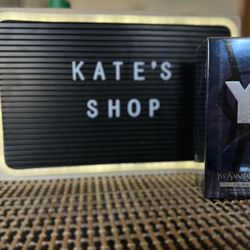 KATE'S
SHOP
Y
YVES SAINT LAURENT